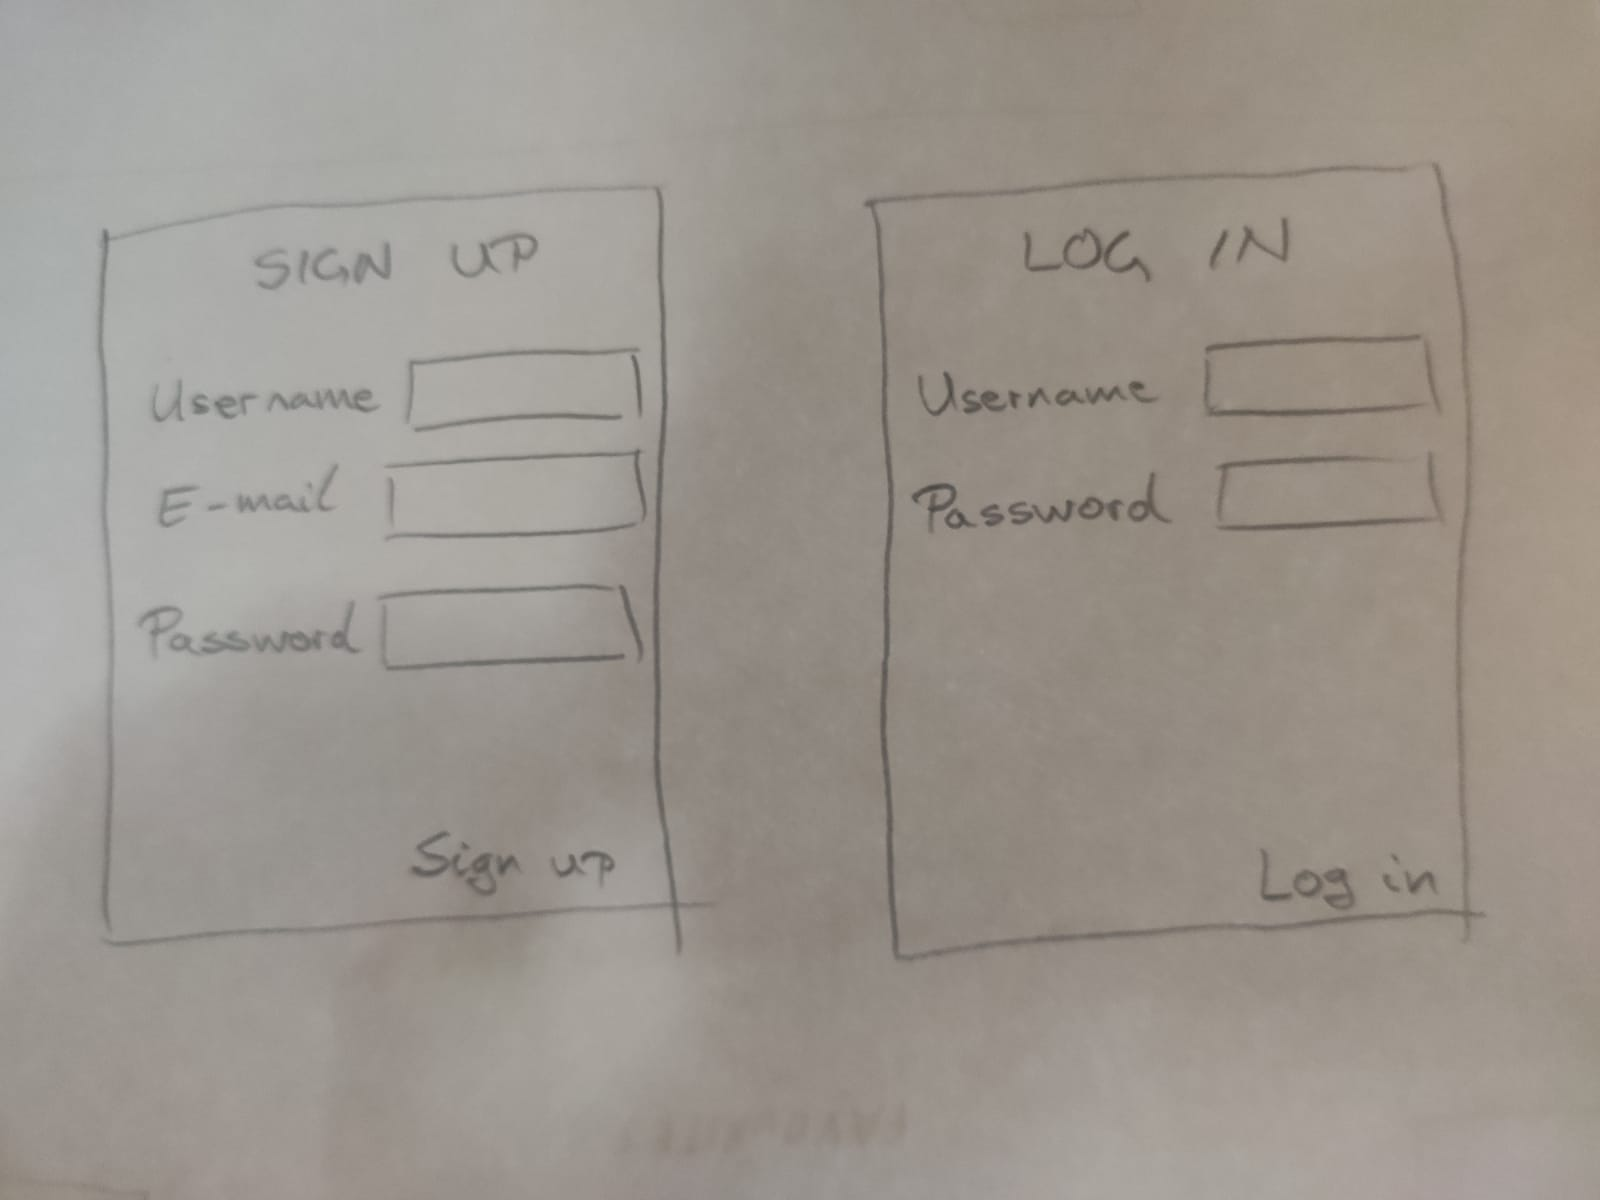 SIGN UP
Username
E-mail
Password
Sign up
LOG IN
Username
Password
Log in